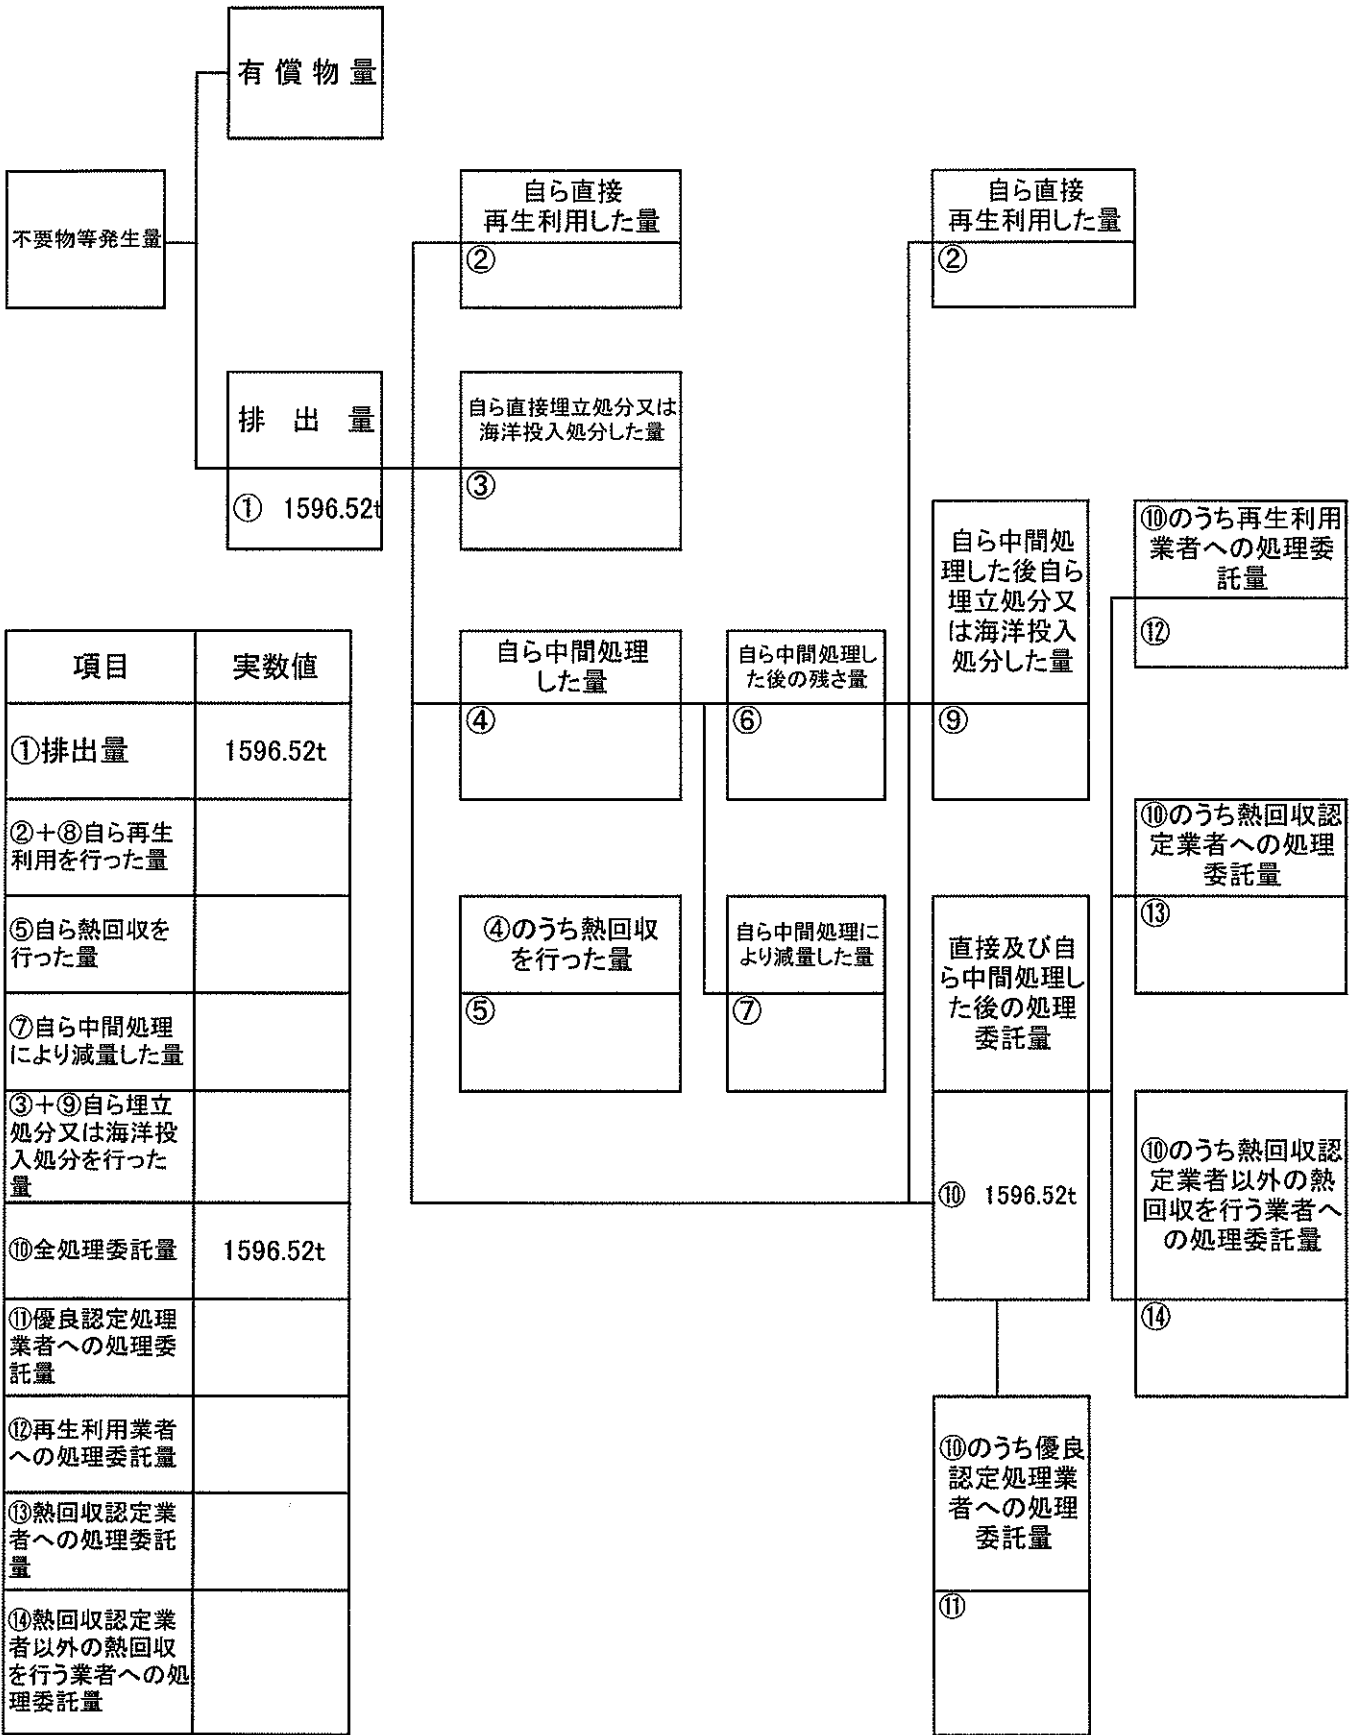 有償物量
不要物等発生量
排出量
① 1596.52t
自ら直接
再生利用した量
②
自ら直接埋立処分又は
海洋投入処分した量
③
自ら中間処理
した量
④
④のうち熱回収
を行った量
⑤
自ら中間処理し
た後の残さ量
⑥
自ら中間処理に
より減量した量
⑦
自ら直接
再生利用した量
②
自ら中間処
理した後自ら
埋立処分又
は海洋投入
処分した量
⑨
直接及び自
ら中間処理し
た後の処理
委託量
⑩ 1596.52t
⑩のうち優良
認定処理業
者への処理
委託量
⑪
⑩のうち再生利用
業者への処理委
託量
⑫
⑩のうち熱回収認
定業者への処理
委託量
⑬
⑩のうち熱回収認
定業者以外の熱
回収を行う業者へ
の処理委託量
⑭
項目 実数値
①排出量 1596.52t
②+⑧自ら再生
利用を行った量
⑤自ら熱回収を
行った量
⑦自ら中間処理
により減量した量
③+⑨自ら埋立
処分又は海洋投
入処分を行った
量
⑩全処理委託量 1596.52t
⑪優良認定処理
業者への処理委
託量
⑫再生利用業者
への処理委託量
⑬熱回収認定業
者への処理委託
量
⑭熱回収認定業
者以外の熱回収
を行う業者への処
理委託量